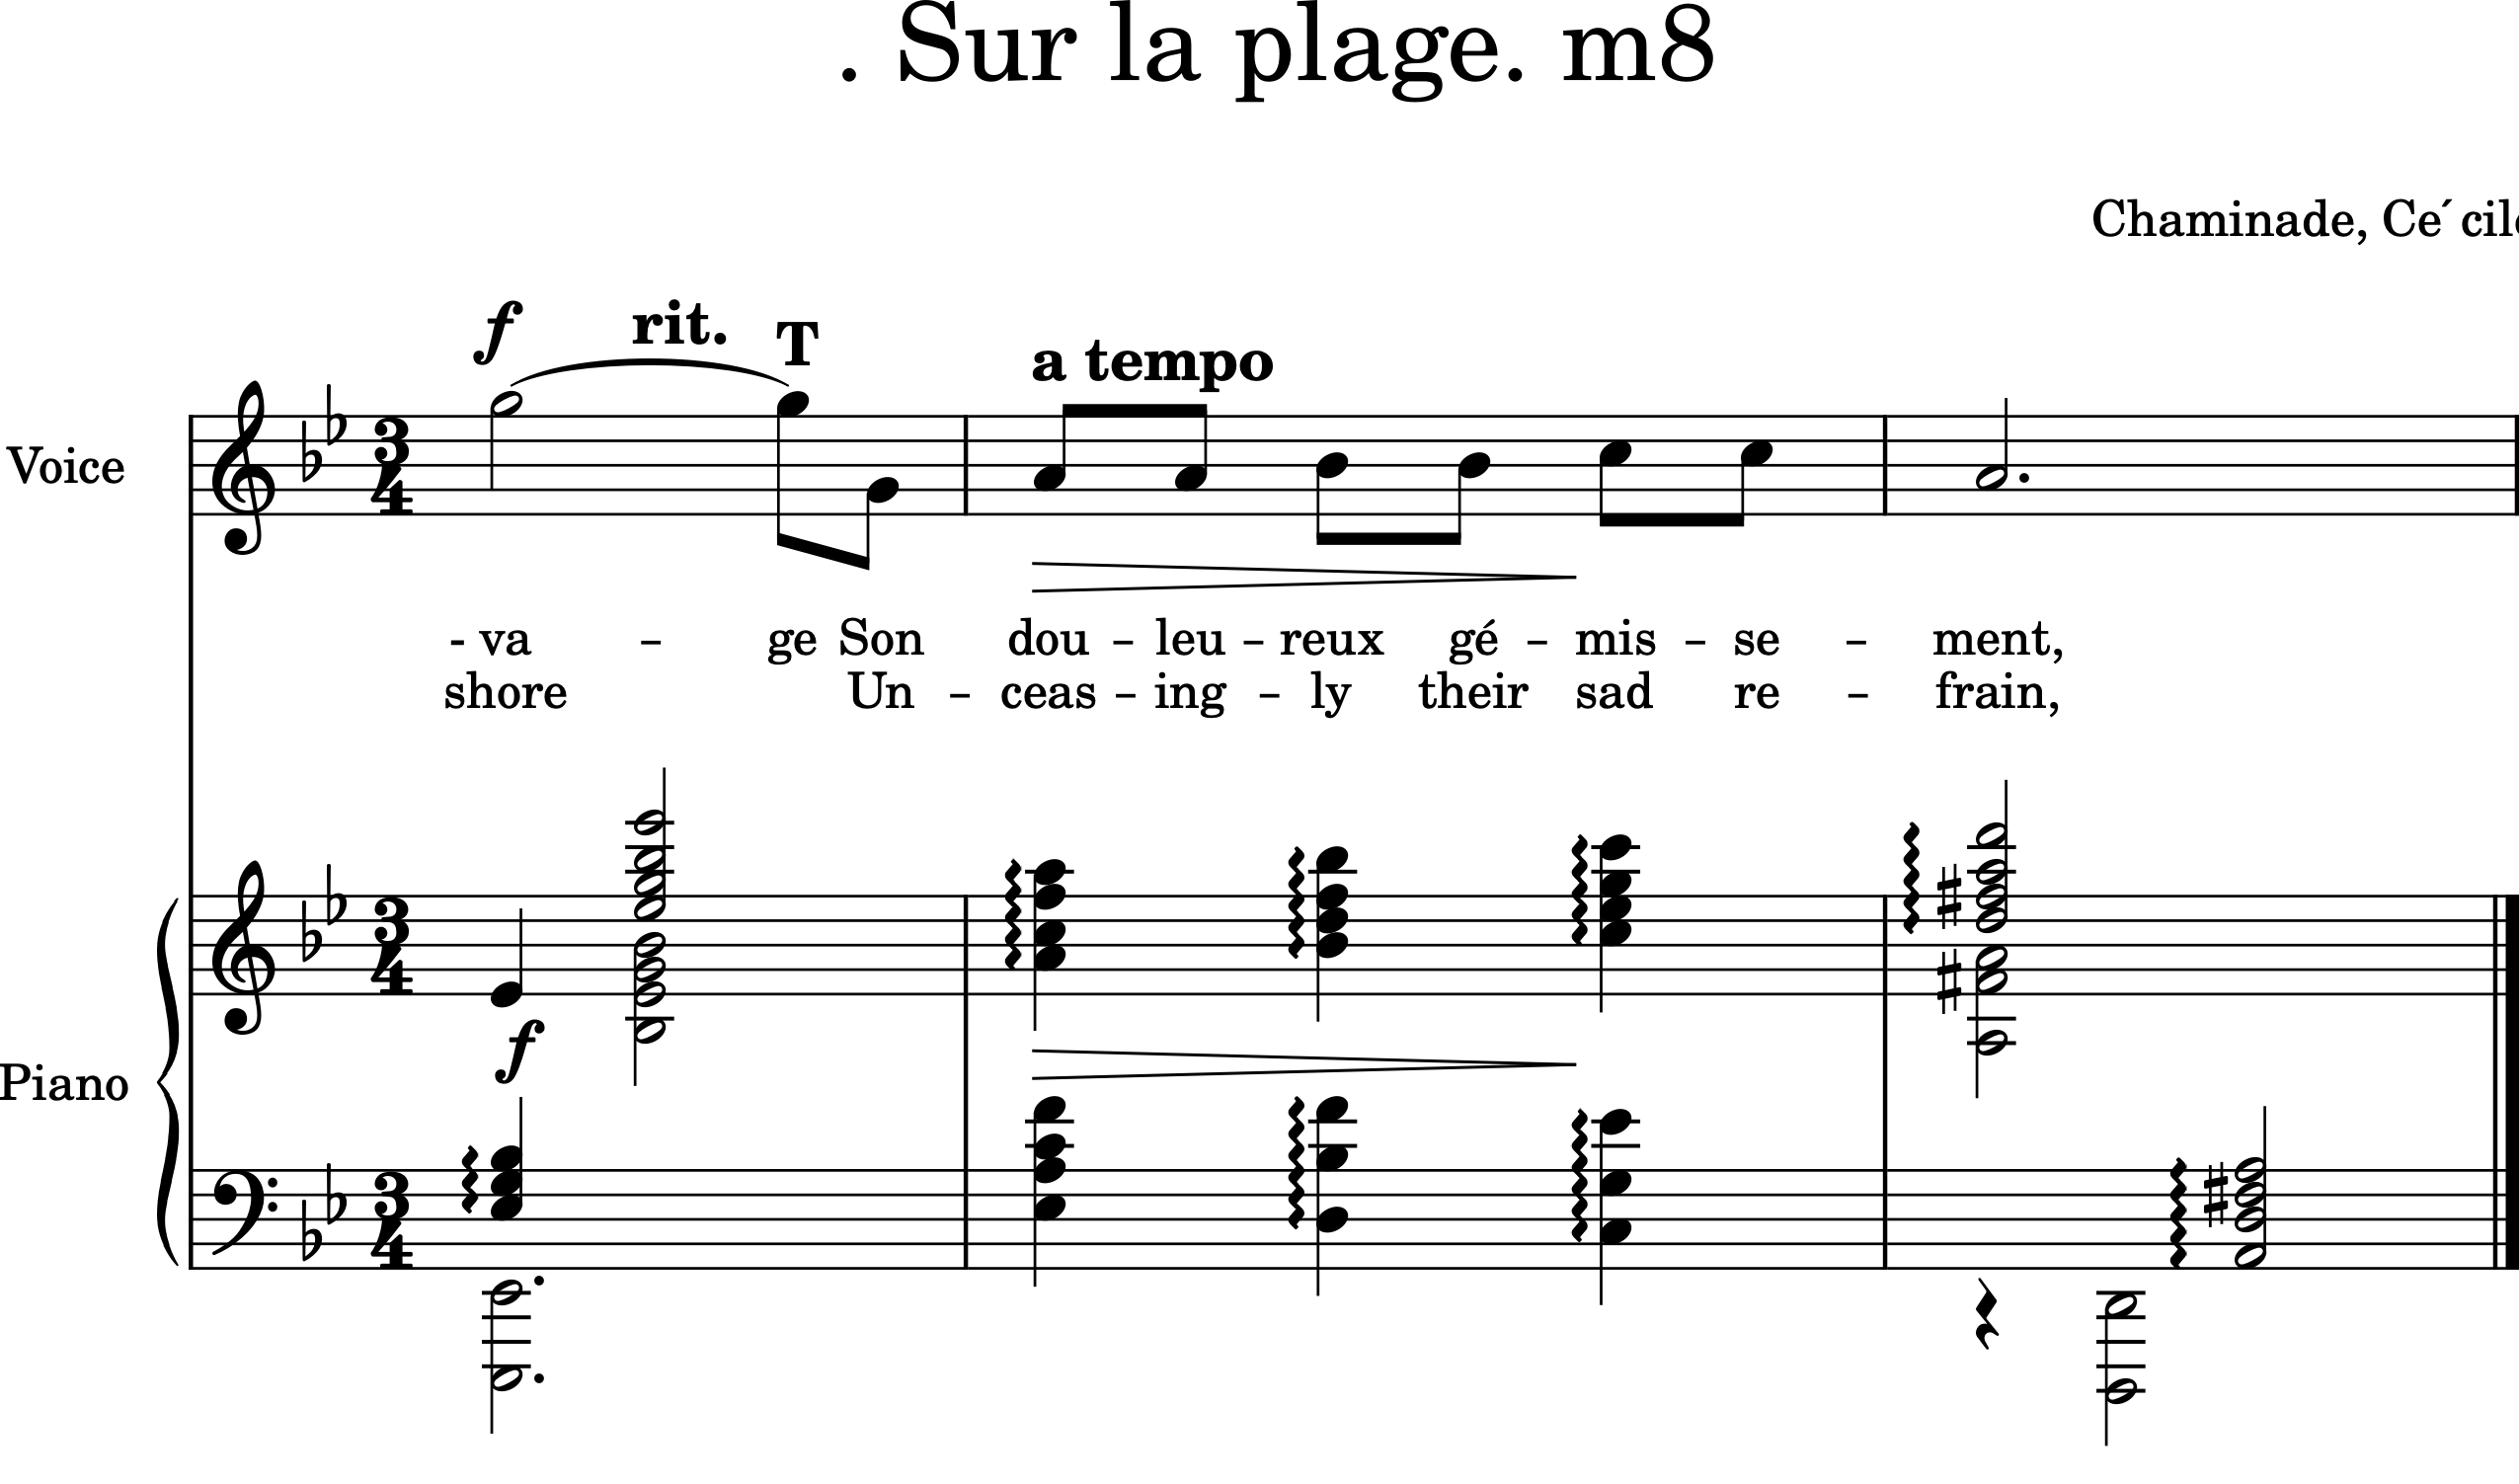 . Sur la plage. m8
Chaminade, Ce´cile
f rit. T a tempo
Voice
- va – ge Son dou – leu – reux gé – mis – se – ment,
shore Un – ceas – ing – ly their sad re – frain,
f
Piano